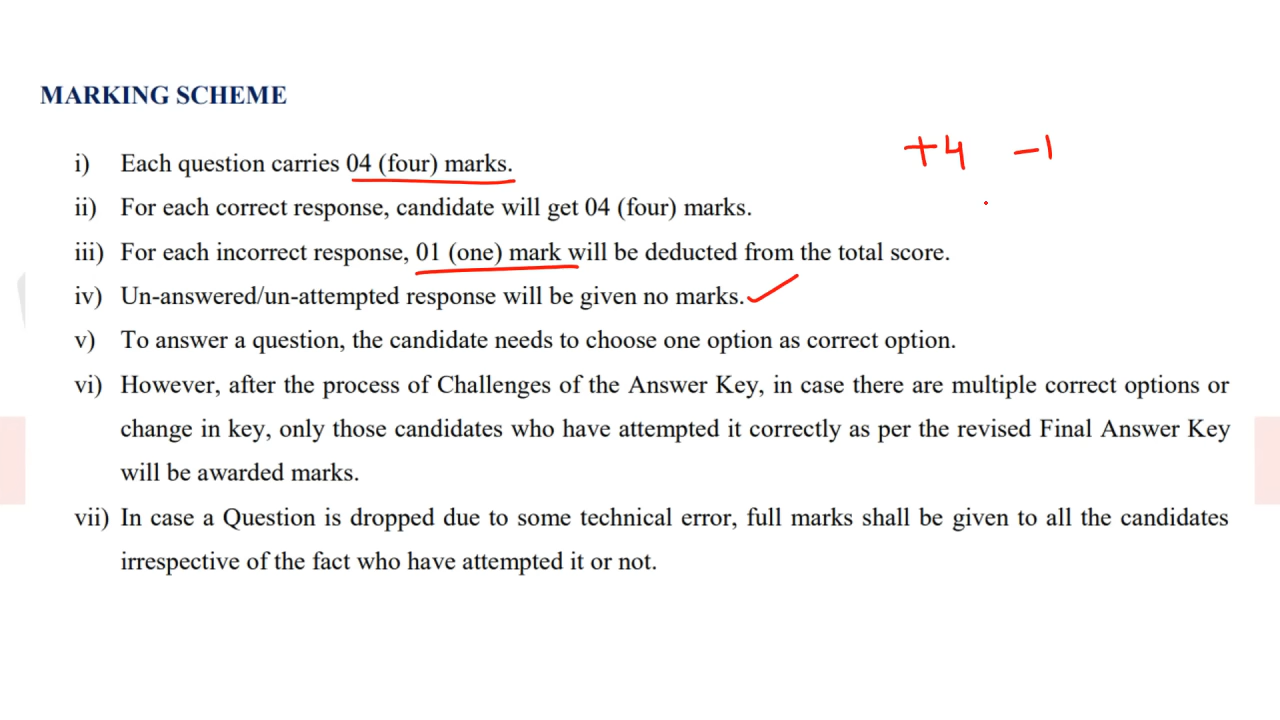 MARKING SCHEME
+4 -1
i) Each question carries 04 (four) marks.
ii) For each correct response, candidate will get 04 (four) marks.
iii) For each incorrect response, 01 (one) mark will be deducted from the total score.
iv) Un-answered/un-attempted response will be given no marks.
v) To answer a question, the candidate needs to choose one option as correct option.
vi) However, after the process of Challenges of the Answer Key, in case there are multiple correct options or
change in key, only those candidates who have attempted it correctly as per the revised Final Answer Key
will be awarded marks.
vii) In case a Question is dropped due to some technical error, full marks shall be given to all the candidates
irrespective of the fact who have attempted it or not.